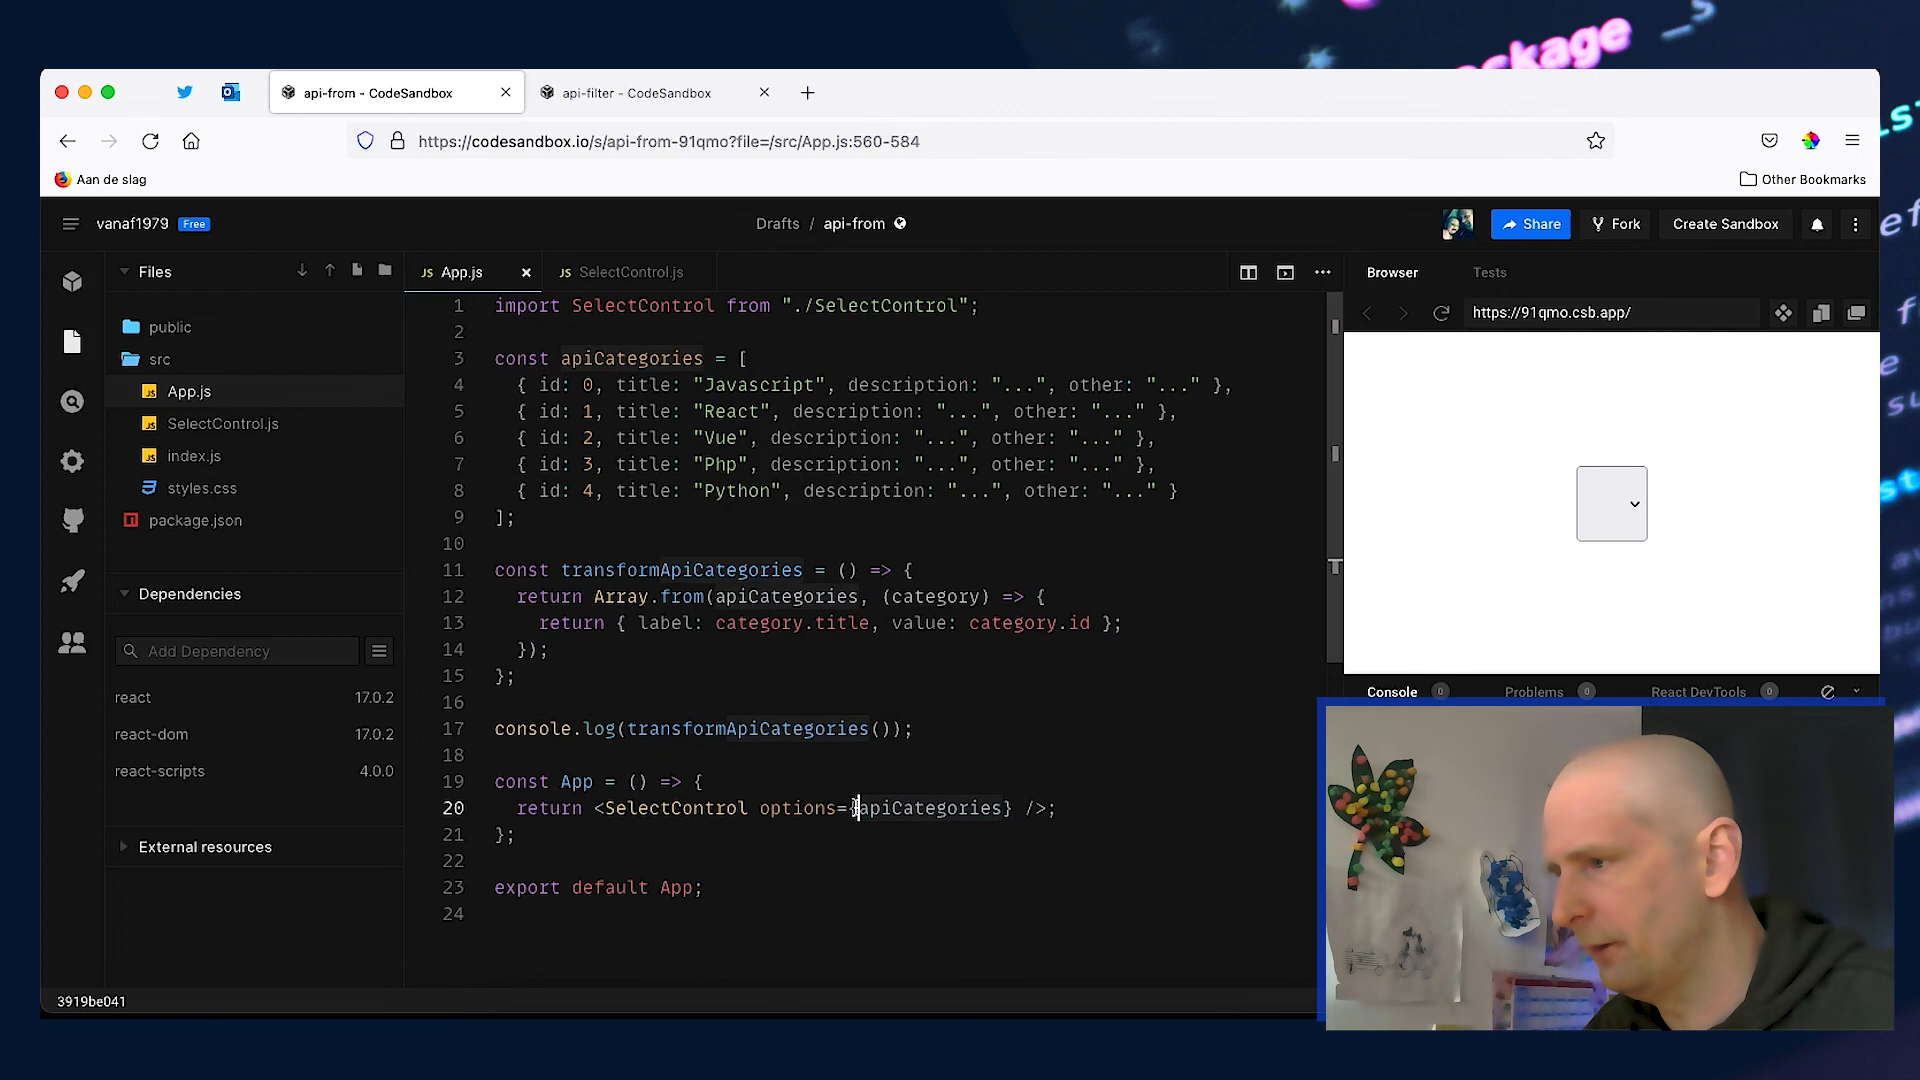 ckage _s
api-from - CodeSandbox
api-filter - CodeSandbox
https://codesandbox.io/s/api-from-91qmo?file=/src/App.js:560-584
Aan de slag
Other Bookmarks
vanaf1979 Free
Drafts / api-from
Share
Fork
Create Sandbox
Files
JS App.js
JS SelectControl.js
Browser
Tests
https://91qmo.csb.app/
public
src
App.js
SelectControl.js
index.js
styles.css
package.json
Dependencies
Add Dependency
react 17.0.2
react-dom 17.0.2
react-scripts 4.0.0
External resources
1 import SelectControl from "./SelectControl";
2
3 const apiCategories = [
4 { id: 0, title: "Javascript", description: "...", other: "..." },
5 { id: 1, title: "React", description: "...", other: "..." },
6 { id: 2, title: "Vue", description: "...", other: "..." },
7 { id: 3, title: "Php", description: "...", other: "..." },
8 { id: 4, title: "Python", description: "...", other: "..." }
9 ];
10
11 const transformApiCategories = () => {
12 return Array.from(apiCategories, (category) => {
13 return { label: category.title, value: category.id };
14 });
15 };
16
17 console.log(transformApiCategories());
18
19 const App = () => {
20 return <SelectControl options={apiCategories} />;
21 };
22
23 export default App;
24
Console 0
Problems 0
React DevTools 0
3919be041